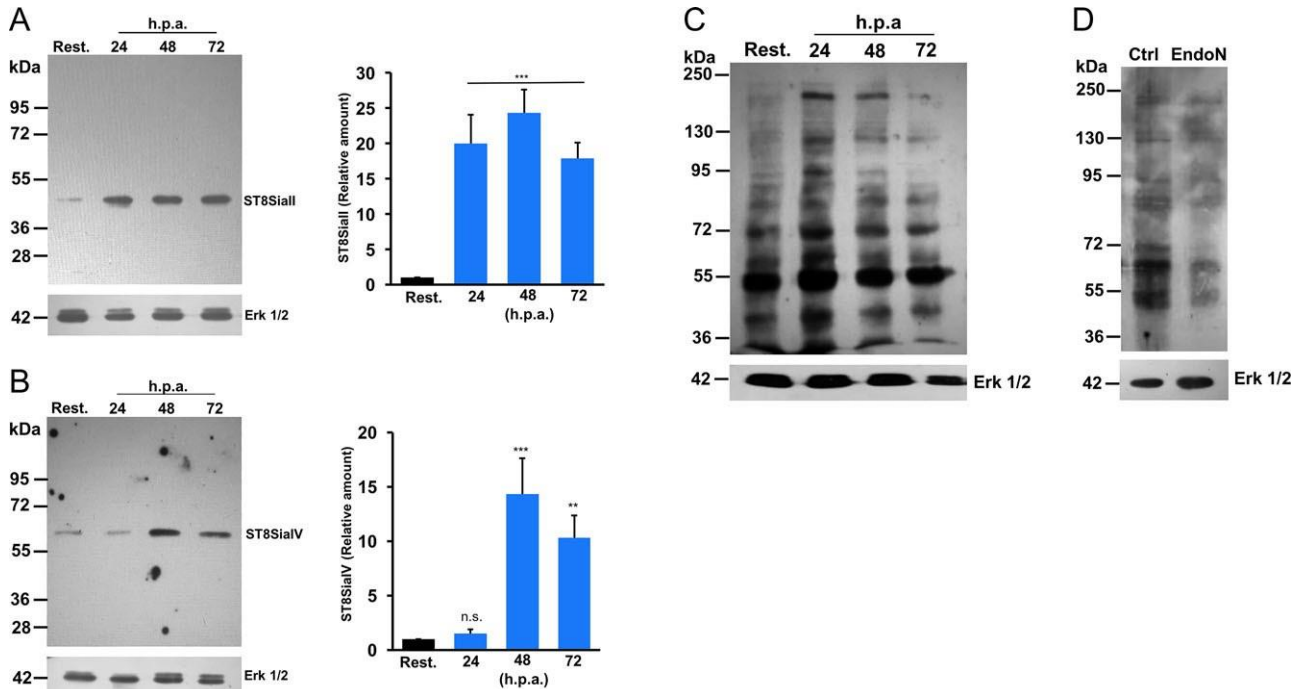 A
h.p.a.
Rest. 24 48 72
kDa
95
72
55
36
28
ST8SiaII
42
Erk 1/2
ST8SiaII (Relative amount)
30
25
20
15
10
5
0
***
Rest. 24 48 72
(h.p.a.)
B
h.p.a.
Rest. 24 48 72
kDa
95
72
55
36
28
ST8SiaIV
42
Erk 1/2
ST8SiaIV (Relative amount)
20
15
10
5
0
n.s.
***
**
Rest. 24 48 72
(h.p.a.)
C
h.p.a
Rest. 24 48 72
kDa
250
130
95
72
55
36
42
Erk 1/2
D
Ctrl EndoN
kDa
250
130
95
72
55
36
42
Erk 1/2